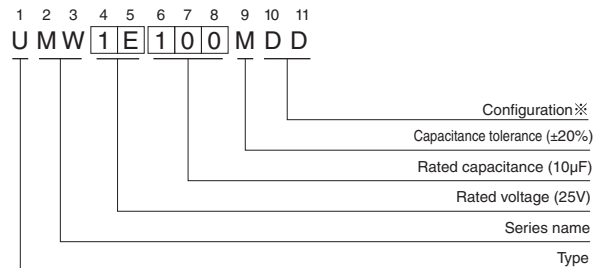 1 2 3 4 5 6 7 8 9 10 11
U M W 1 E 1 0 0 M D D
Configuration※
Capacitance tolerance (±20%)
Rated capacitance (10µF)
Rated voltage (25V)
Series name
Type